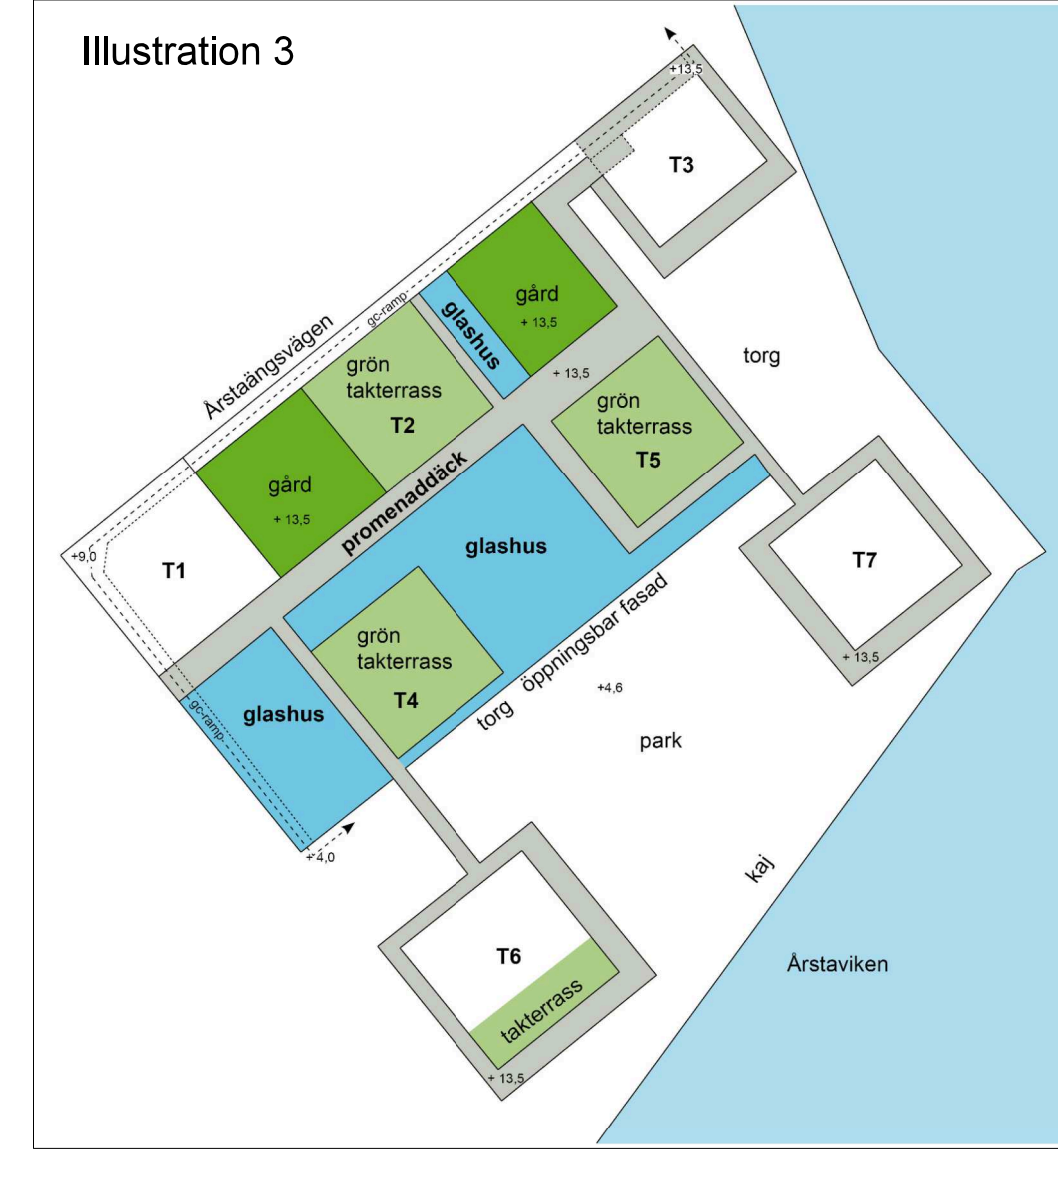 Illustration 3
+13,5
T3
Årstaängsvägen
gc-ramp
glashus
gård
+ 13,5
torg
grön
takterrass
T2
+ 13,5
grön
takterrass
T5
gård
+ 13,5
promenaddäck
glashus
+9,0
T1
T7
+ 13,5
grön
takterrass
T4
öppningsbar fasad
torg
+4,6
park
gc-ramp
glashus
+4,0
kaj
Årstaviken
T6
takterrass
+ 13,5